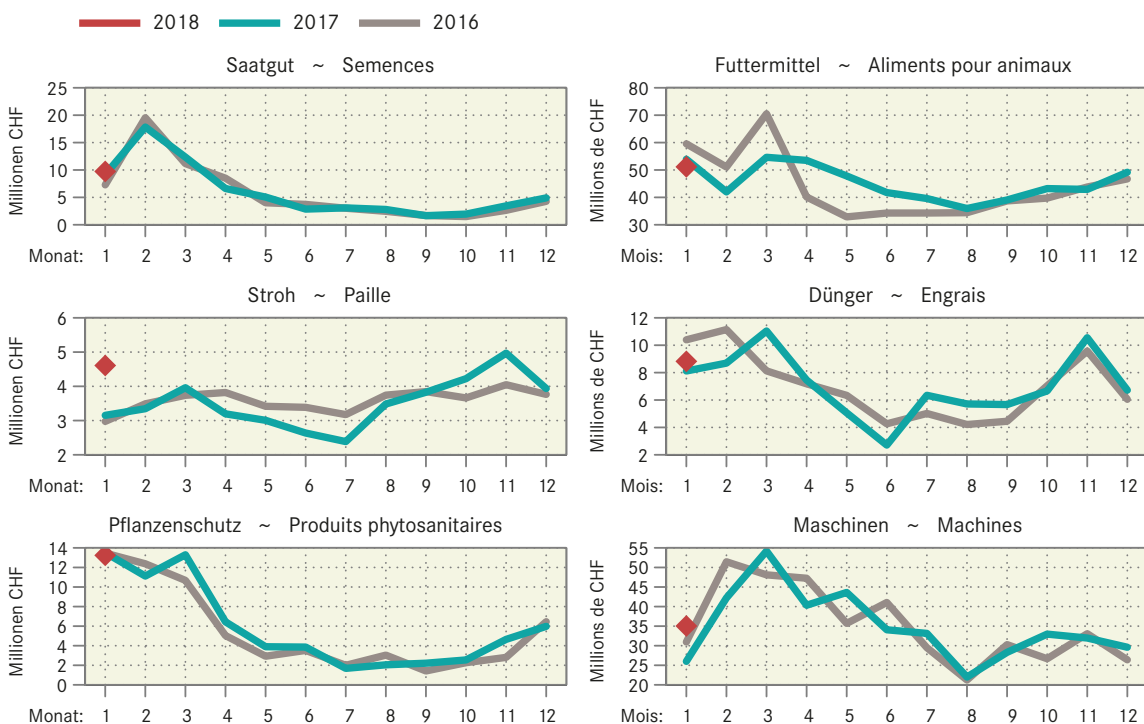 2018 2017 2016
Saatgut ~ Semences
Millionen CHF
25
20
15
10
5
0
Monat: 1 2 3 4 5 6 7 8 9 10 11 12
Futtermittel ~ Aliments pour animaux
Millions de CHF
80
70
60
50
40
30
Mois: 1 2 3 4 5 6 7 8 9 10 11 12
Stroh ~ Paille
Millionen CHF
6
5
4
3
2
Monat: 1 2 3 4 5 6 7 8 9 10 11 12
Dünger ~ Engrais
Millions de CHF
12
10
8
6
4
2
Mois: 1 2 3 4 5 6 7 8 9 10 11 12
Pflanzenschutz ~ Produits phytosanitaires
Millionen CHF
14
12
10
8
6
4
2
0
Monat: 1 2 3 4 5 6 7 8 9 10 11 12
Maschinen ~ Machines
Millions de CHF
55
50
45
40
35
30
25
20
Mois: 1 2 3 4 5 6 7 8 9 10 11 12